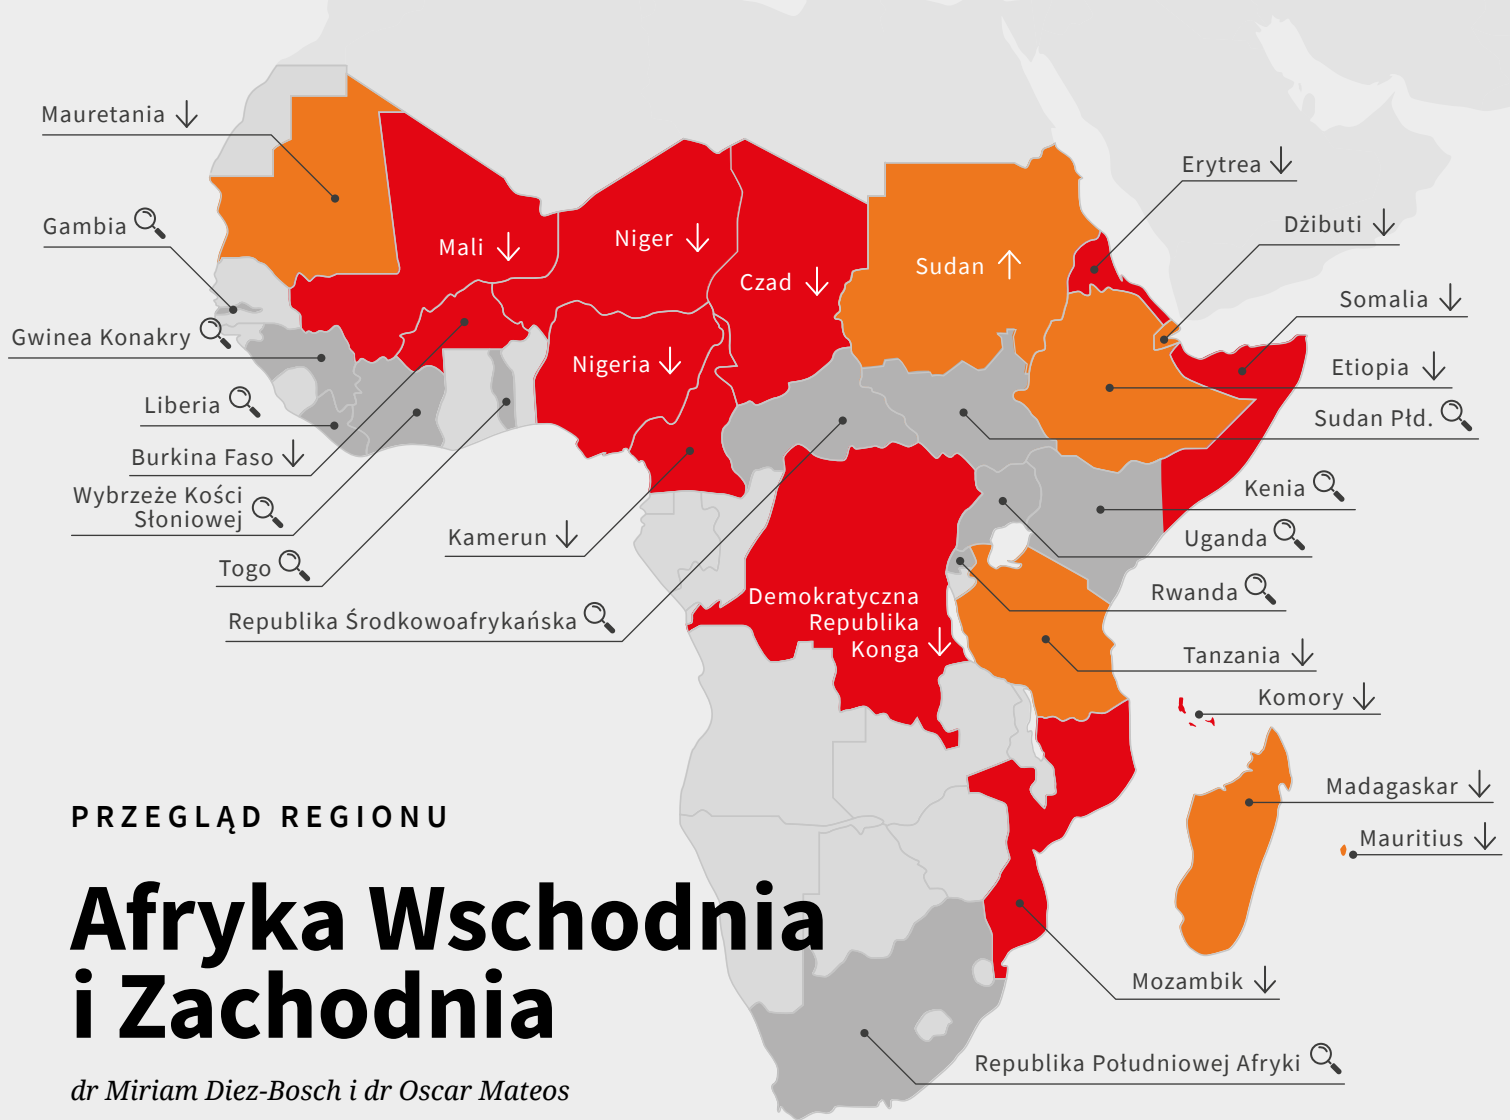 Mauretania
Gambia
Gwinea Konakry
Liberia
Burkina Faso
Wybrzeże Kości
Słoniowej
Togo
Kamerun
Republika Środkowoafrykańska
Mali
Niger
Czad
Nigeria
Sudan
Demokratyczna
Republika
Konga
Erytrea
Dżibuti
Somalia
Etiopia
Sudan Płd.
Kenia
Uganda
Rwanda
Tanzania
Komory
Madagaskar
Mauritius
Mozambik
Republika Południowej Afryki
PRZEGLĄD REGIONU
Afryka Wschodnia
i Zachodnia
dr Miriam Diez-Bosch i dr Oscar Mateos